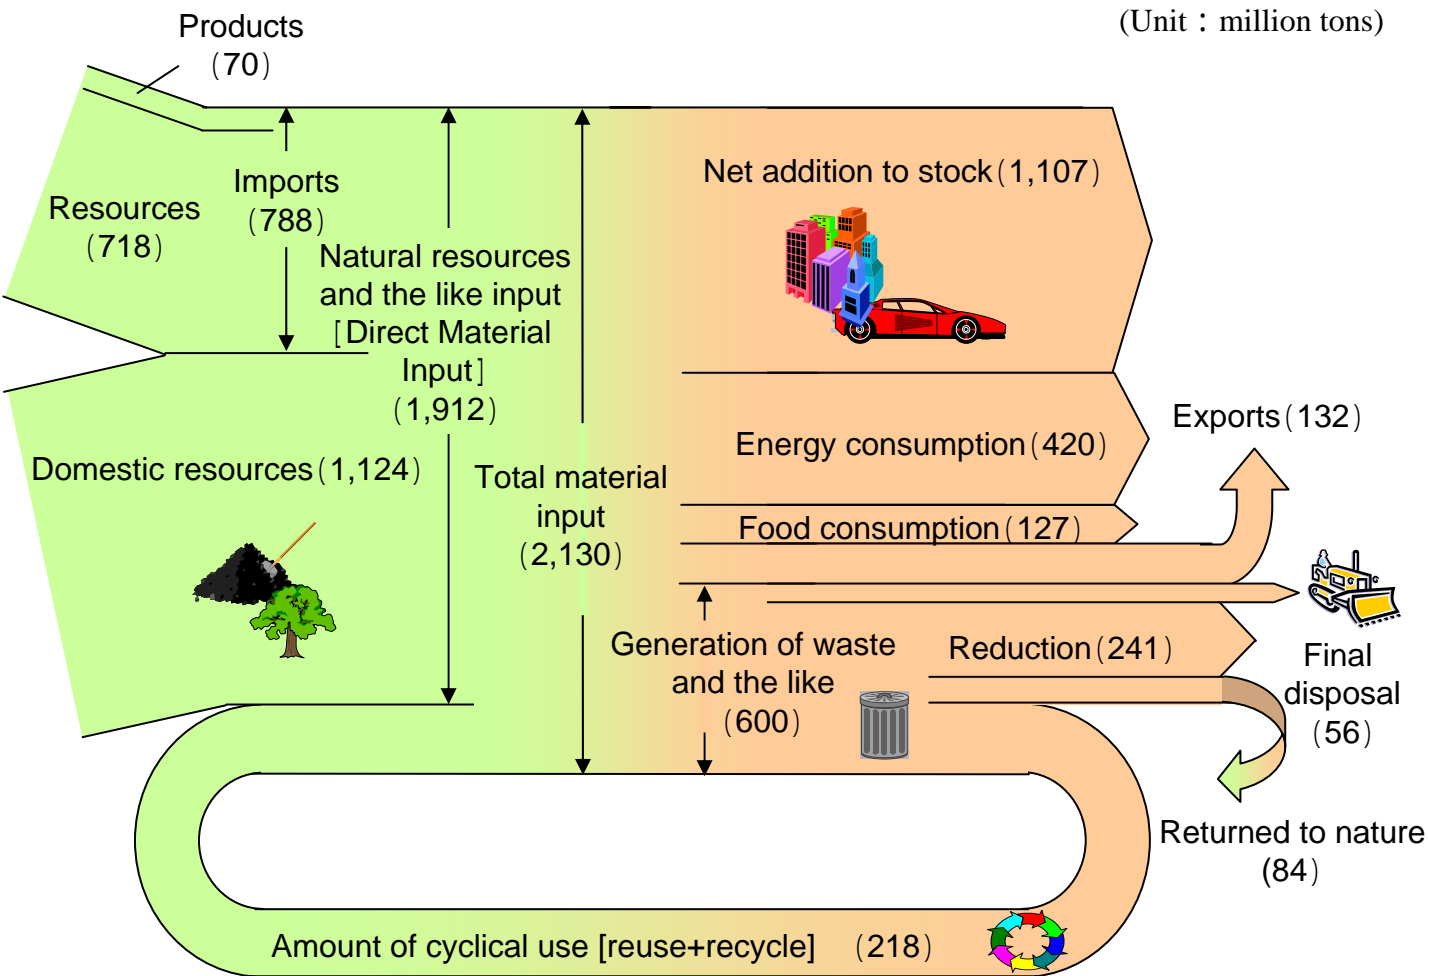 (Unit：million tons)
Products
(70)
Resources
(718)
Imports
(788)
Natural resources
and the like input
[Direct Material
Input]
(1,912)
Domestic resources(1,124)
Total material
input
(2,130)
Net addition to stock(1,107)
Energy consumption(420)
Food consumption(127)
Exports(132)
Generation of waste
and the like
(600)
Reduction(241)
Final
disposal
(56)
Returned to nature
(84)
Amount of cyclical use [reuse+recycle] (218)